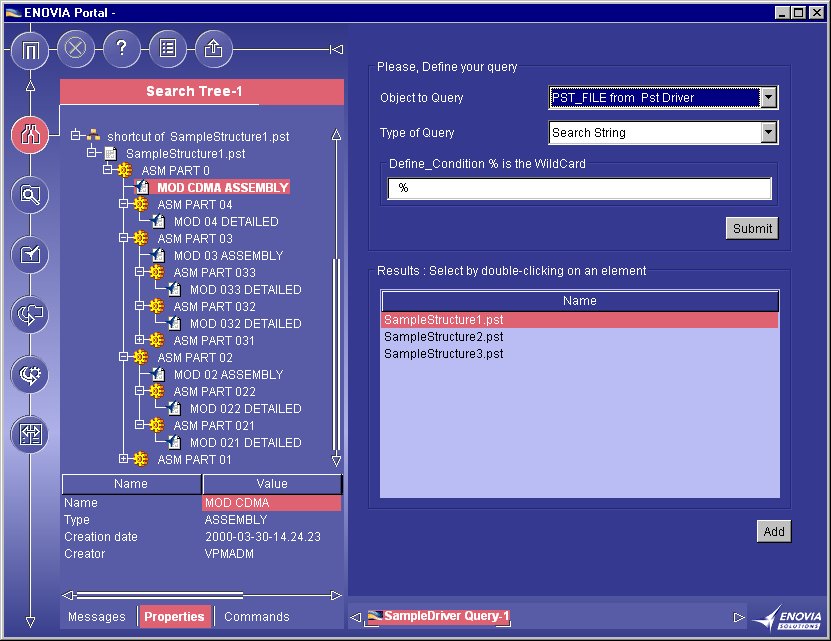 ENOVIA Portal -
?
Search Tree-1
shortcut of SampleStructure1.pst
SampleStructure1.pst
ASM PART 0
MOD CDMA ASSEMBLY
ASM PART 04
MOD 04 DETAILED
ASM PART 03
MOD 03 ASSEMBLY
ASM PART 033
MOD 033 DETAILED
ASM PART 032
MOD 032 DETAILED
ASM PART 031
ASM PART 02
MOD 02 ASSEMBLY
ASM PART 022
MOD 022 DETAILED
ASM PART 021
MOD 021 DETAILED
ASM PART 01
Name Value
Name MOD CDMA
Type ASSEMBLY
Creation date 2000-03-30-14.24.23
Creator VPMADM
Messages Properties Commands
Please, Define your query
Object to Query PST_FILE from Pst Driver
Type of Query Search String
Define_Condition % is the WildCard
%
Submit
Results : Select by double-clicking on an element
Name
SampleStructure1.pst
SampleStructure2.pst
SampleStructure3.pst
Add
SampleDriver Query-1
ENOVIA
SOLUTIONS